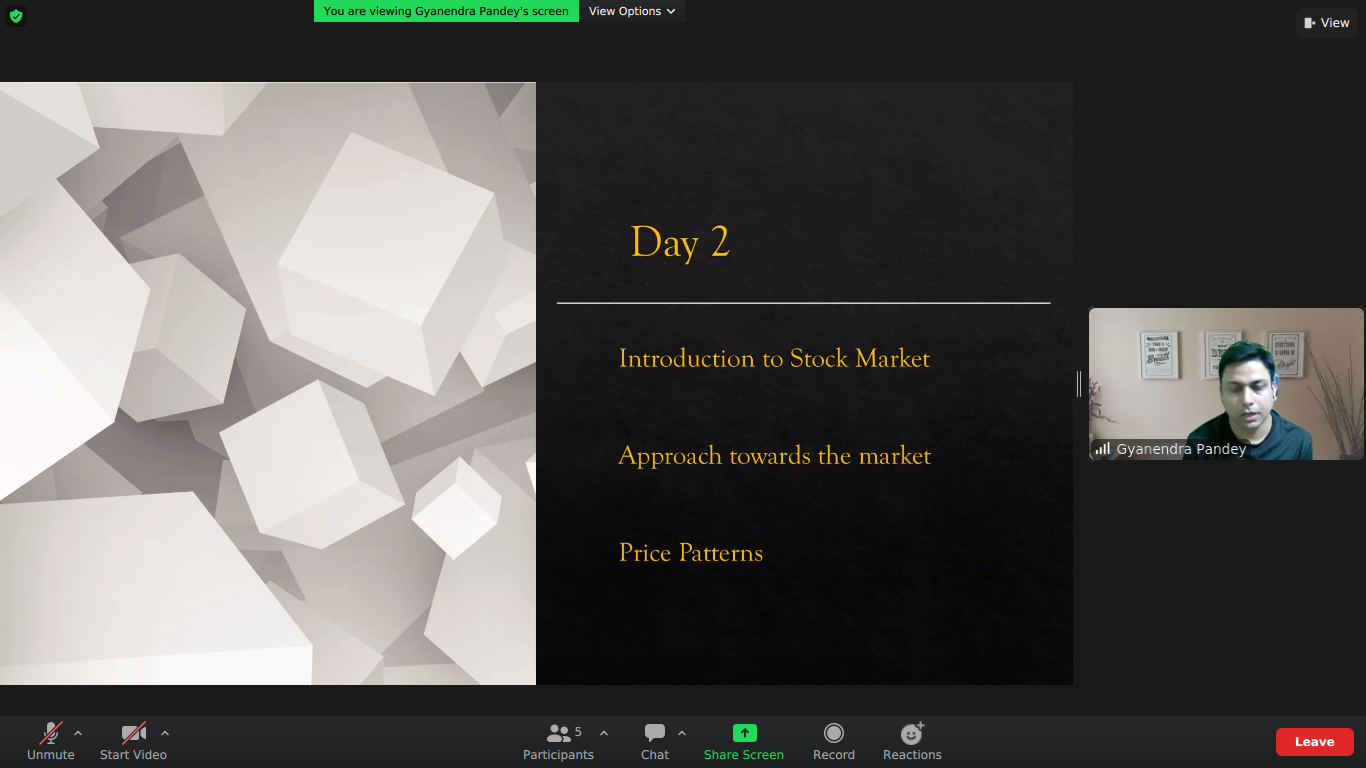 You are viewing Gyanendra Pandey's screen
View Options
View
Day 2
Introduction to Stock Market
Approach towards the market
Price Patterns
Gyanendra Pandey
Unmute
Start Video
5
Participants
Chat
Share Screen
Record
Reactions
Leave